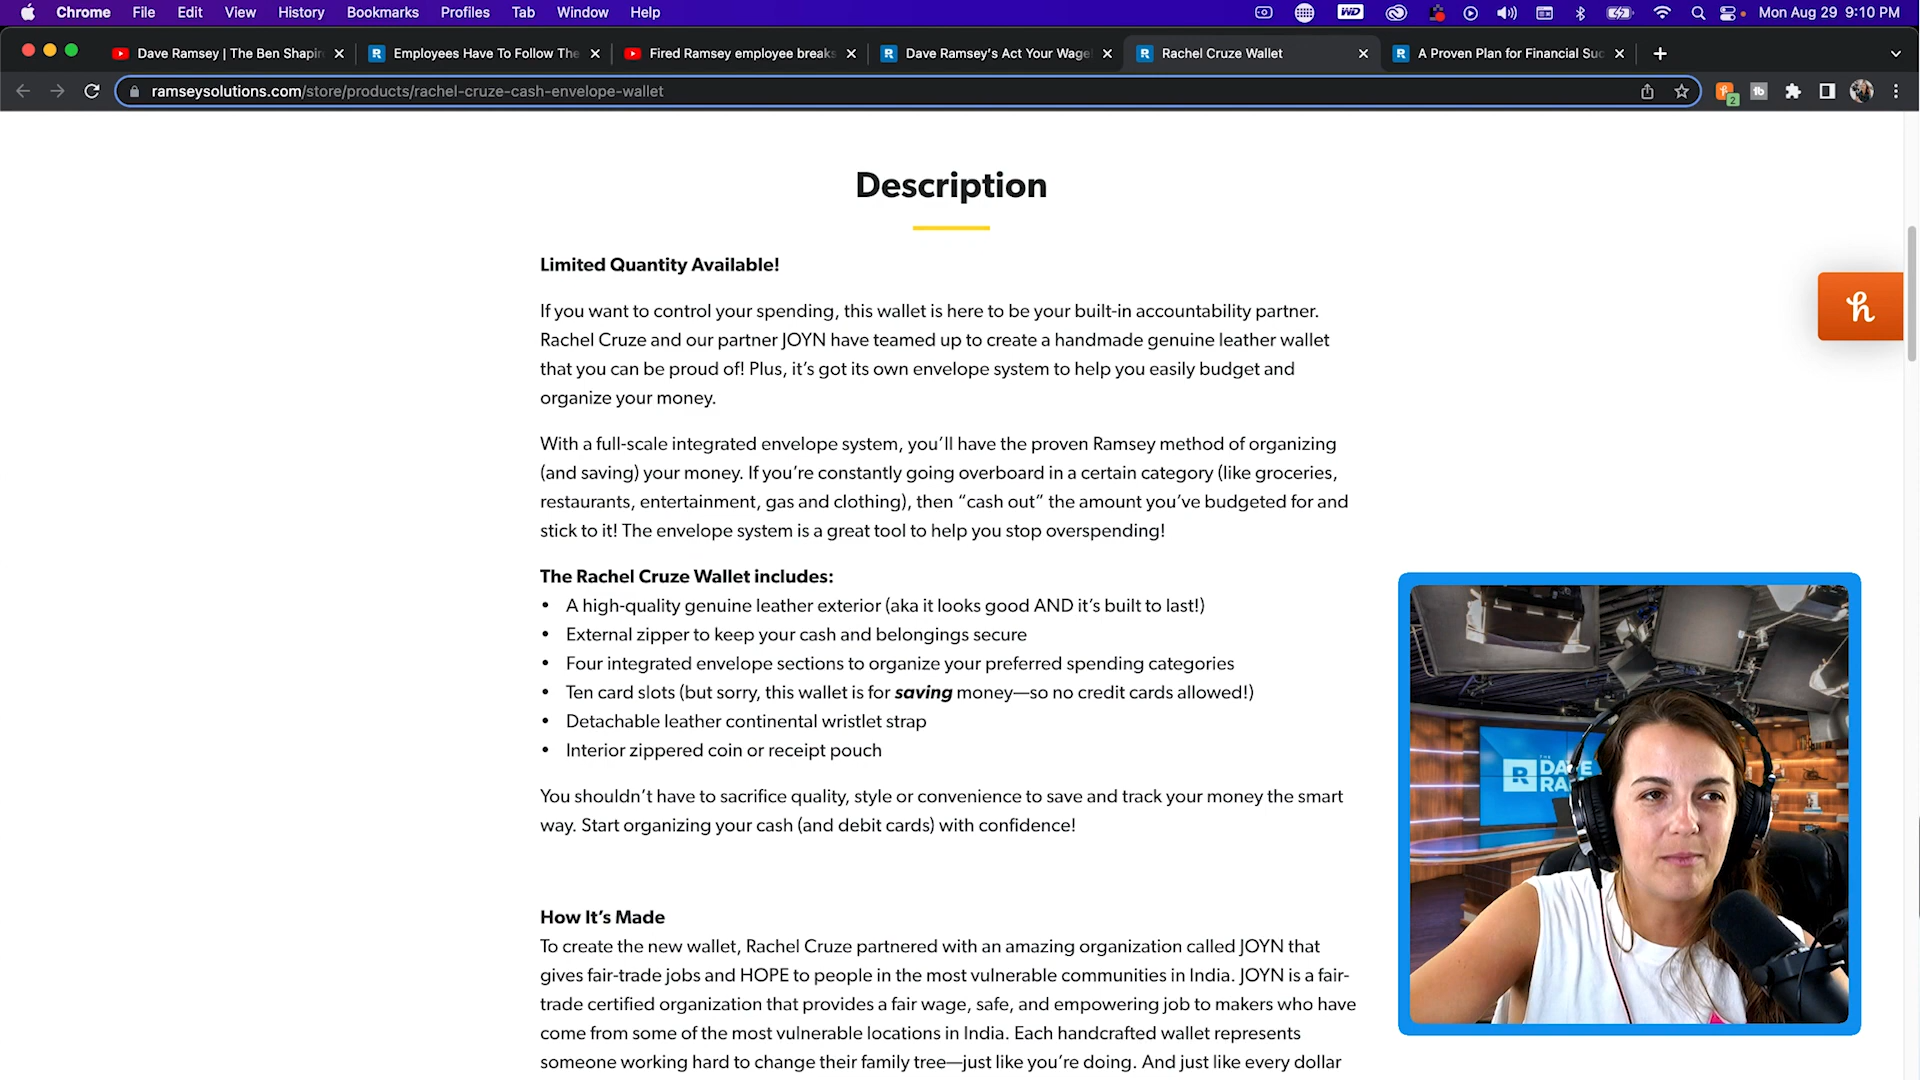 Chrome File Edit View History Bookmarks Profiles Tab Window Help WD Mon Aug 29 9:10 PM
Dave Ramsey | The Ben Shapir Employees Have To Follow The Fired Ramsey employee breaks Dave Ramsey's Act Your Wage! Rachel Cruze Wallet A Proven Plan for Financial Suc
ramseysolutions.com/store/products/rachel-cruze-cash-envelope-wallet 2 tb
Description
Limited Quantity Available!
If you want to control your spending, this wallet is here to be your built-in accountability partner.
Rachel Cruze and our partner JOYN have teamed up to create a handmade genuine leather wallet
that you can be proud of! Plus, it's got its own envelope system to help you easily budget and
organize your money.
With a full-scale integrated envelope system, you'll have the proven Ramsey method of organizing
(and saving) your money. If you're constantly going overboard in a certain category (like groceries,
restaurants, entertainment, gas and clothing), then “cash out” the amount you've budgeted for and
stick to it! The envelope system is a great tool to help you stop overspending!
The Rachel Cruze Wallet includes:
• A high-quality genuine leather exterior (aka it looks good AND it's built to last!)
• External zipper to keep your cash and belongings secure
• Four integrated envelope sections to organize your preferred spending categories
• Ten card slots (but sorry, this wallet is for saving money—so no credit cards allowed!)
• Detachable leather continental wristlet strap
• Interior zippered coin or receipt pouch
You shouldn't have to sacrifice quality, style or convenience to save and track your money the smart
way. Start organizing your cash (and debit cards) with confidence!
How It's Made
To create the new wallet, Rachel Cruze partnered with an amazing organization called JOYN that
gives fair-trade jobs and HOPE to people in the most vulnerable communities in India. JOYN is a fair-
trade certified organization that provides a fair wage, safe, and empowering job to makers who have
come from some of the most vulnerable locations in India. Each handcrafted wallet represents
someone working hard to change their family tree—just like you're doing. And just like every dollar
h
THE
R DAVE
RA